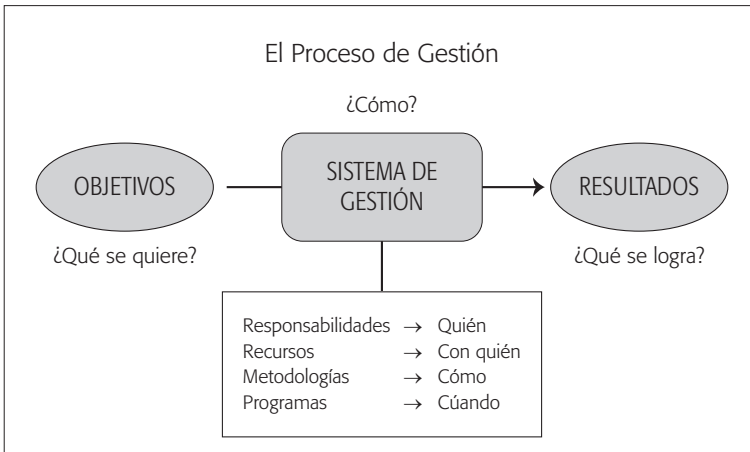 El Proceso de Gestión
¿Cómo?
OBJETIVOS
SISTEMA DE
GESTIÓN
RESULTADOS
¿Qué se quiere?
¿Qué se logra?
Responsabilidades → Quién
Recursos → Con quién
Metodologías → Cómo
Programas → Cúando